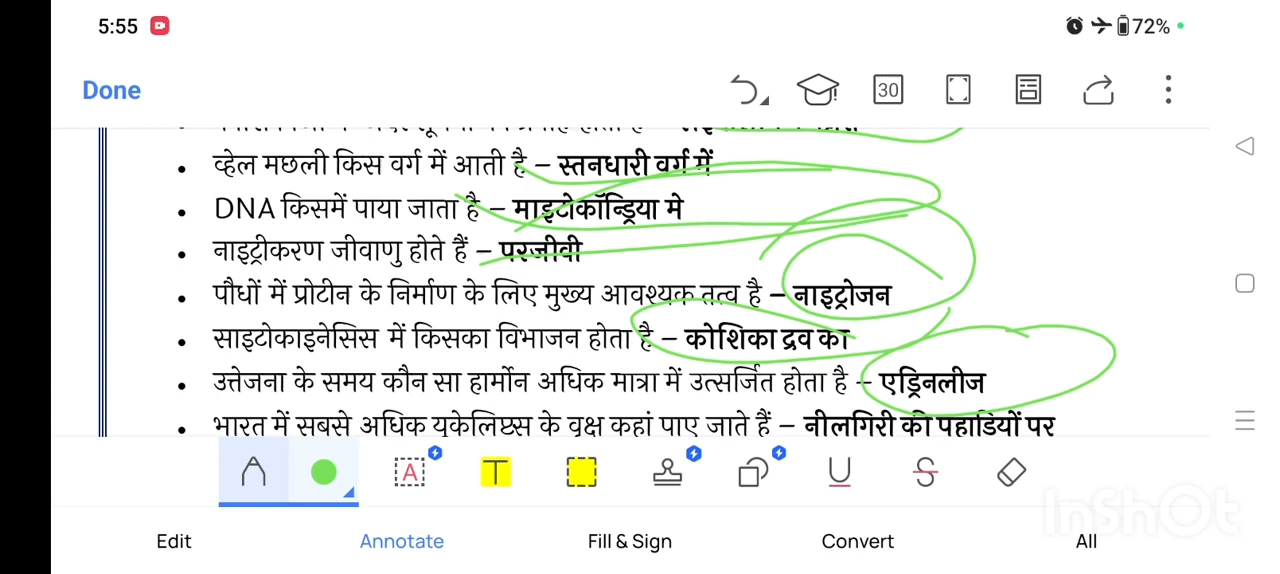 5:55
72%
Done
30
व्हेल मछली किस वर्ग में आती है – स्तनधारी वर्ग में
DNA किसमें पाया जाता है – माइटोकॉन्ड्रिया मे
नाइट्रीकरण जीवाणु होते हैं – परजीवी
पौधों में प्रोटीन के निर्माण के लिए मुख्य आवश्यक तत्व है – नाइट्रोजन
साइटोकाइनेसिस में किसका विभाजन होता है – कोशिका द्रव का
उत्तेजना के समय कौन सा हार्मोन अधिक मात्रा में उत्सर्जित होता है – एड्रिनलीज
भारत में सबसे अधिक यूकेलिप्टस के वृक्ष कहां पाए जाते हैं – नीलगिरी की पहाडियों पर
A T U S
InShOt
Edit Annotate Fill & Sign Convert All